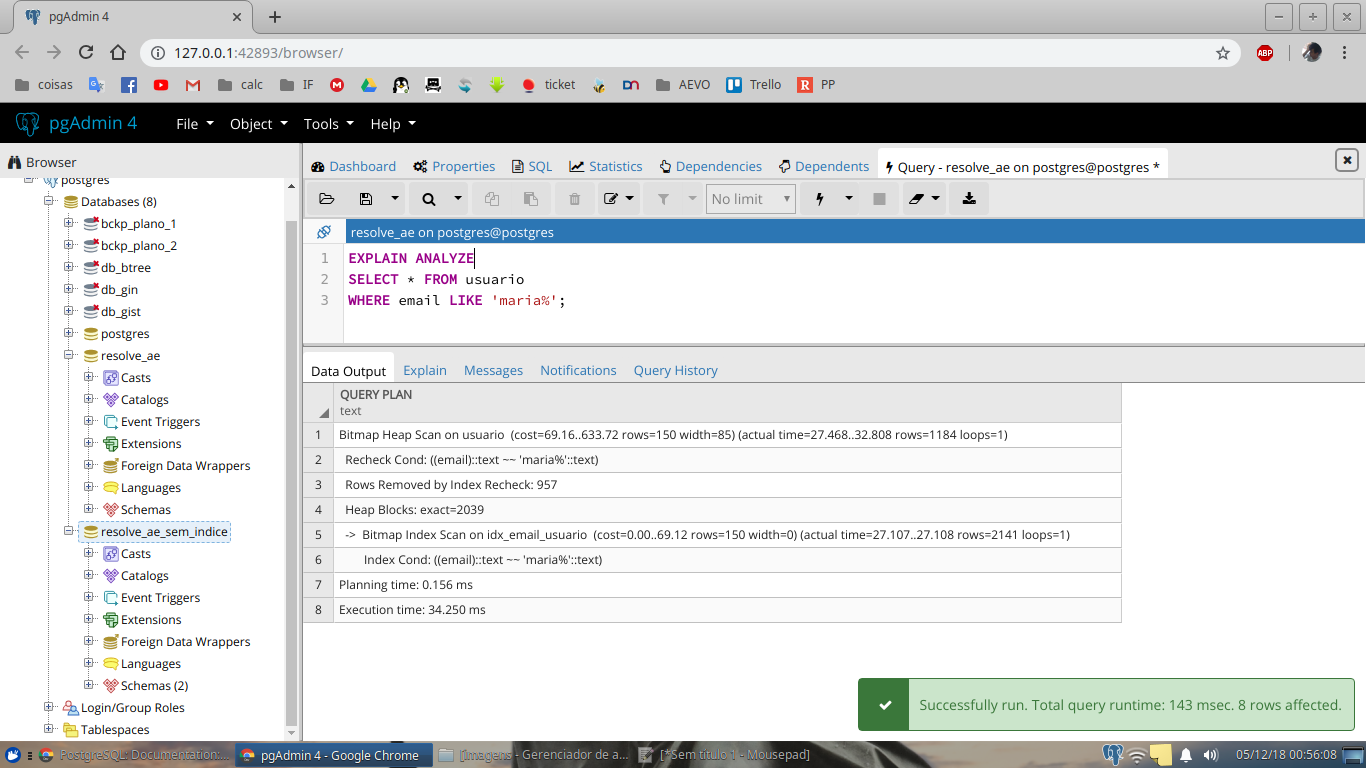 pgAdmin 4
127.0.0.1:42893/browser/
ABP
coisas calc IF ticket AEVO Trello PP
pgAdmin 4 File Object Tools Help
Browser
postgres
Databases (8)
bckp_plano_1
bckp_plano_2
db_btree
db_gin
db_gist
postgres
resolve_ae
Casts
Catalogs
Event Triggers
Extensions
Foreign Data Wrappers
Languages
Schemas
resolve_ae_sem_indice
Casts
Catalogs
Event Triggers
Extensions
Foreign Data Wrappers
Languages
Schemas (2)
Login/Group Roles
Tablespaces
Dashboard Properties SQL Statistics Dependencies Dependents Query - resolve_ae on postgres@postgres *
No limit
resolve_ae on postgres@postgres
1 EXPLAIN ANALYZE
2 SELECT * FROM usuario
3 WHERE email LIKE 'maria%';
Data Output Explain Messages Notifications Query History
QUERY PLAN
text
1 Bitmap Heap Scan on usuario (cost=69.16..633.72 rows=150 width=85) (actual time=27.468..32.808 rows=1184 loops=1)
2 Recheck Cond: ((email)::text ~~ 'maria%'::text)
3 Rows Removed by Index Recheck: 957
4 Heap Blocks: exact=2039
5 -> Bitmap Index Scan on idx_email_usuario (cost=0.00..69.12 rows=150 width=0) (actual time=27.107..27.108 rows=2141 loops=1)
6 Index Cond: ((email)::text ~~ 'maria%'::text)
7 Planning time: 0.156 ms
8 Execution time: 34.250 ms
Successfully run. Total query runtime: 143 msec. 8 rows affected.
PostgreSQL: Documentation:... pgAdmin 4 - Google Chrome [Imagens - Gerenciador de a... [*Sem título 1 - Mousepad] 05/12/18 00:56:08